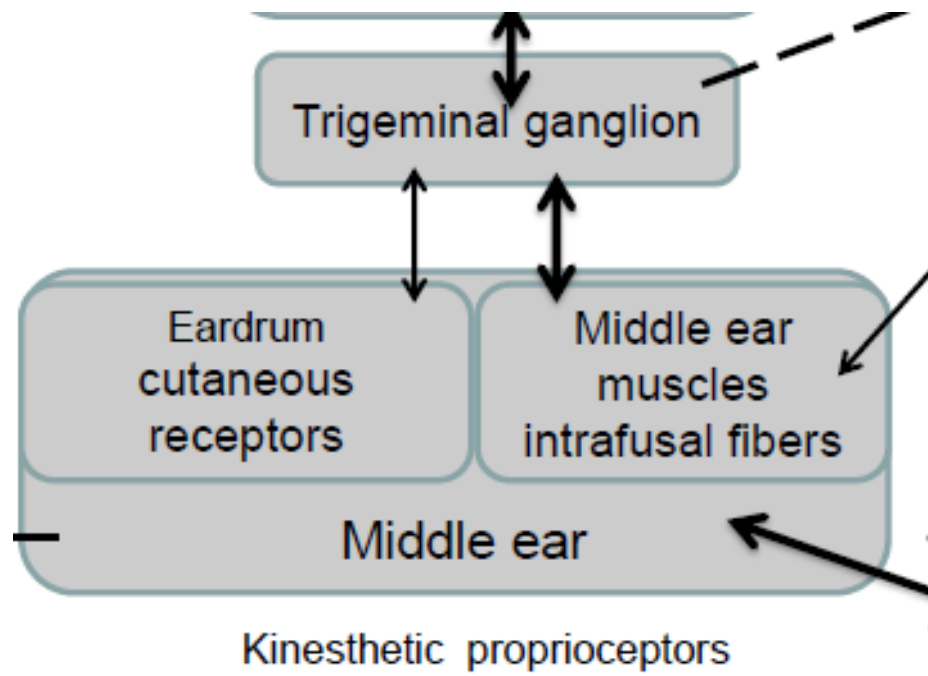 Trigeminal ganglion
Eardrum
cutaneous
receptors
Middle ear
muscles
intrafusal fibers
Middle ear
Kinesthetic proprioceptors